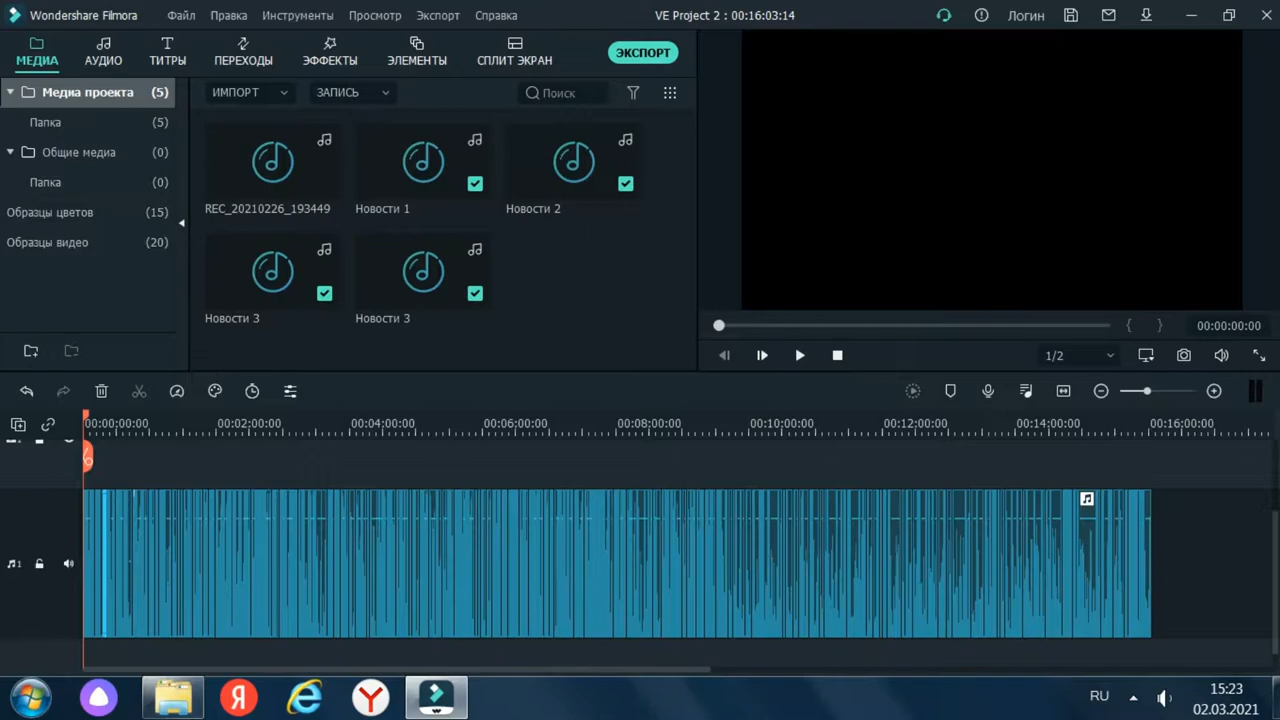 Wondershare Filmora
Файл
Правка
Инструменты
Просмотр
Экспорт
Справка
VE Project 2 : 00:16:03:14
Логин
МЕДИА
АУДИО
ТИТРЫ
ПЕРЕХОДЫ
ЭФФЕКТЫ
ЭЛЕМЕНТЫ
СПЛИТ ЭКРАН
ЭКСПОРТ
Медиа проекта (5)
Папка (5)
Общие медиа (0)
Папка (0)
Образцы цветов (15)
Образцы видео (20)
ИМПОРТ
ЗАПИСЬ
Поиск
REC_20210226_193449
Новости 1
Новости 2
Новости 3
Новости 3
{ }
00:00:00:00
1/2
00:00:00:00
00:02:00:00
00:04:00:00
00:06:00:00
00:08:00:00
00:10:00:00
00:12:00:00
00:14:00:00
00:16:00:00
1
Я
Y
RU
15:23
02.03.2021